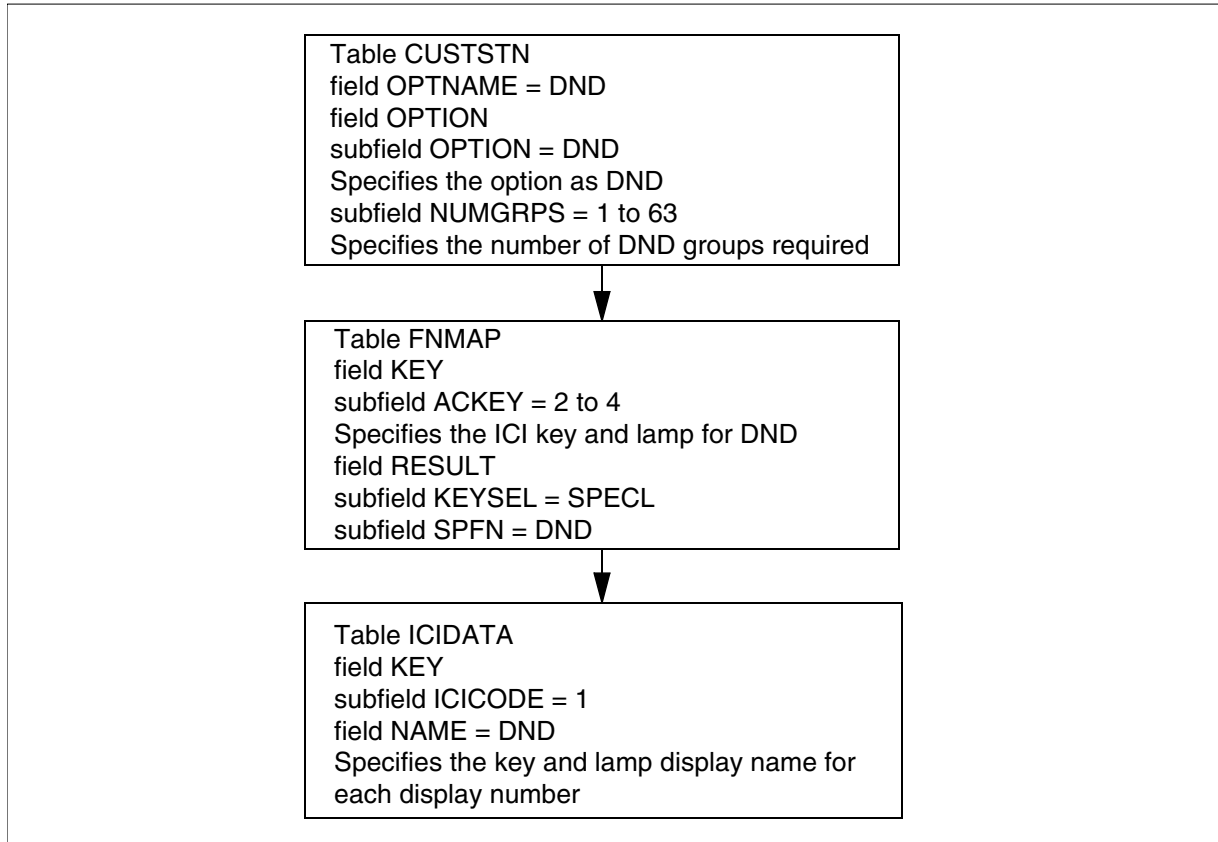 Table CUSTSTN
field OPTNAME = DND
field OPTION
subfield OPTION = DND
Specifies the option as DND
subfield NUMGRPS = 1 to 63
Specifies the number of DND groups required
Table FNMAP
field KEY
subfield ACKEY = 2 to 4
Specifies the ICI key and lamp for DND
field RESULT
subfield KEYSEL = SPECL
subfield SPFN = DND
Table ICIDATA
field KEY
subfield ICICODE = 1
field NAME = DND
Specifies the key and lamp display name for
each display number